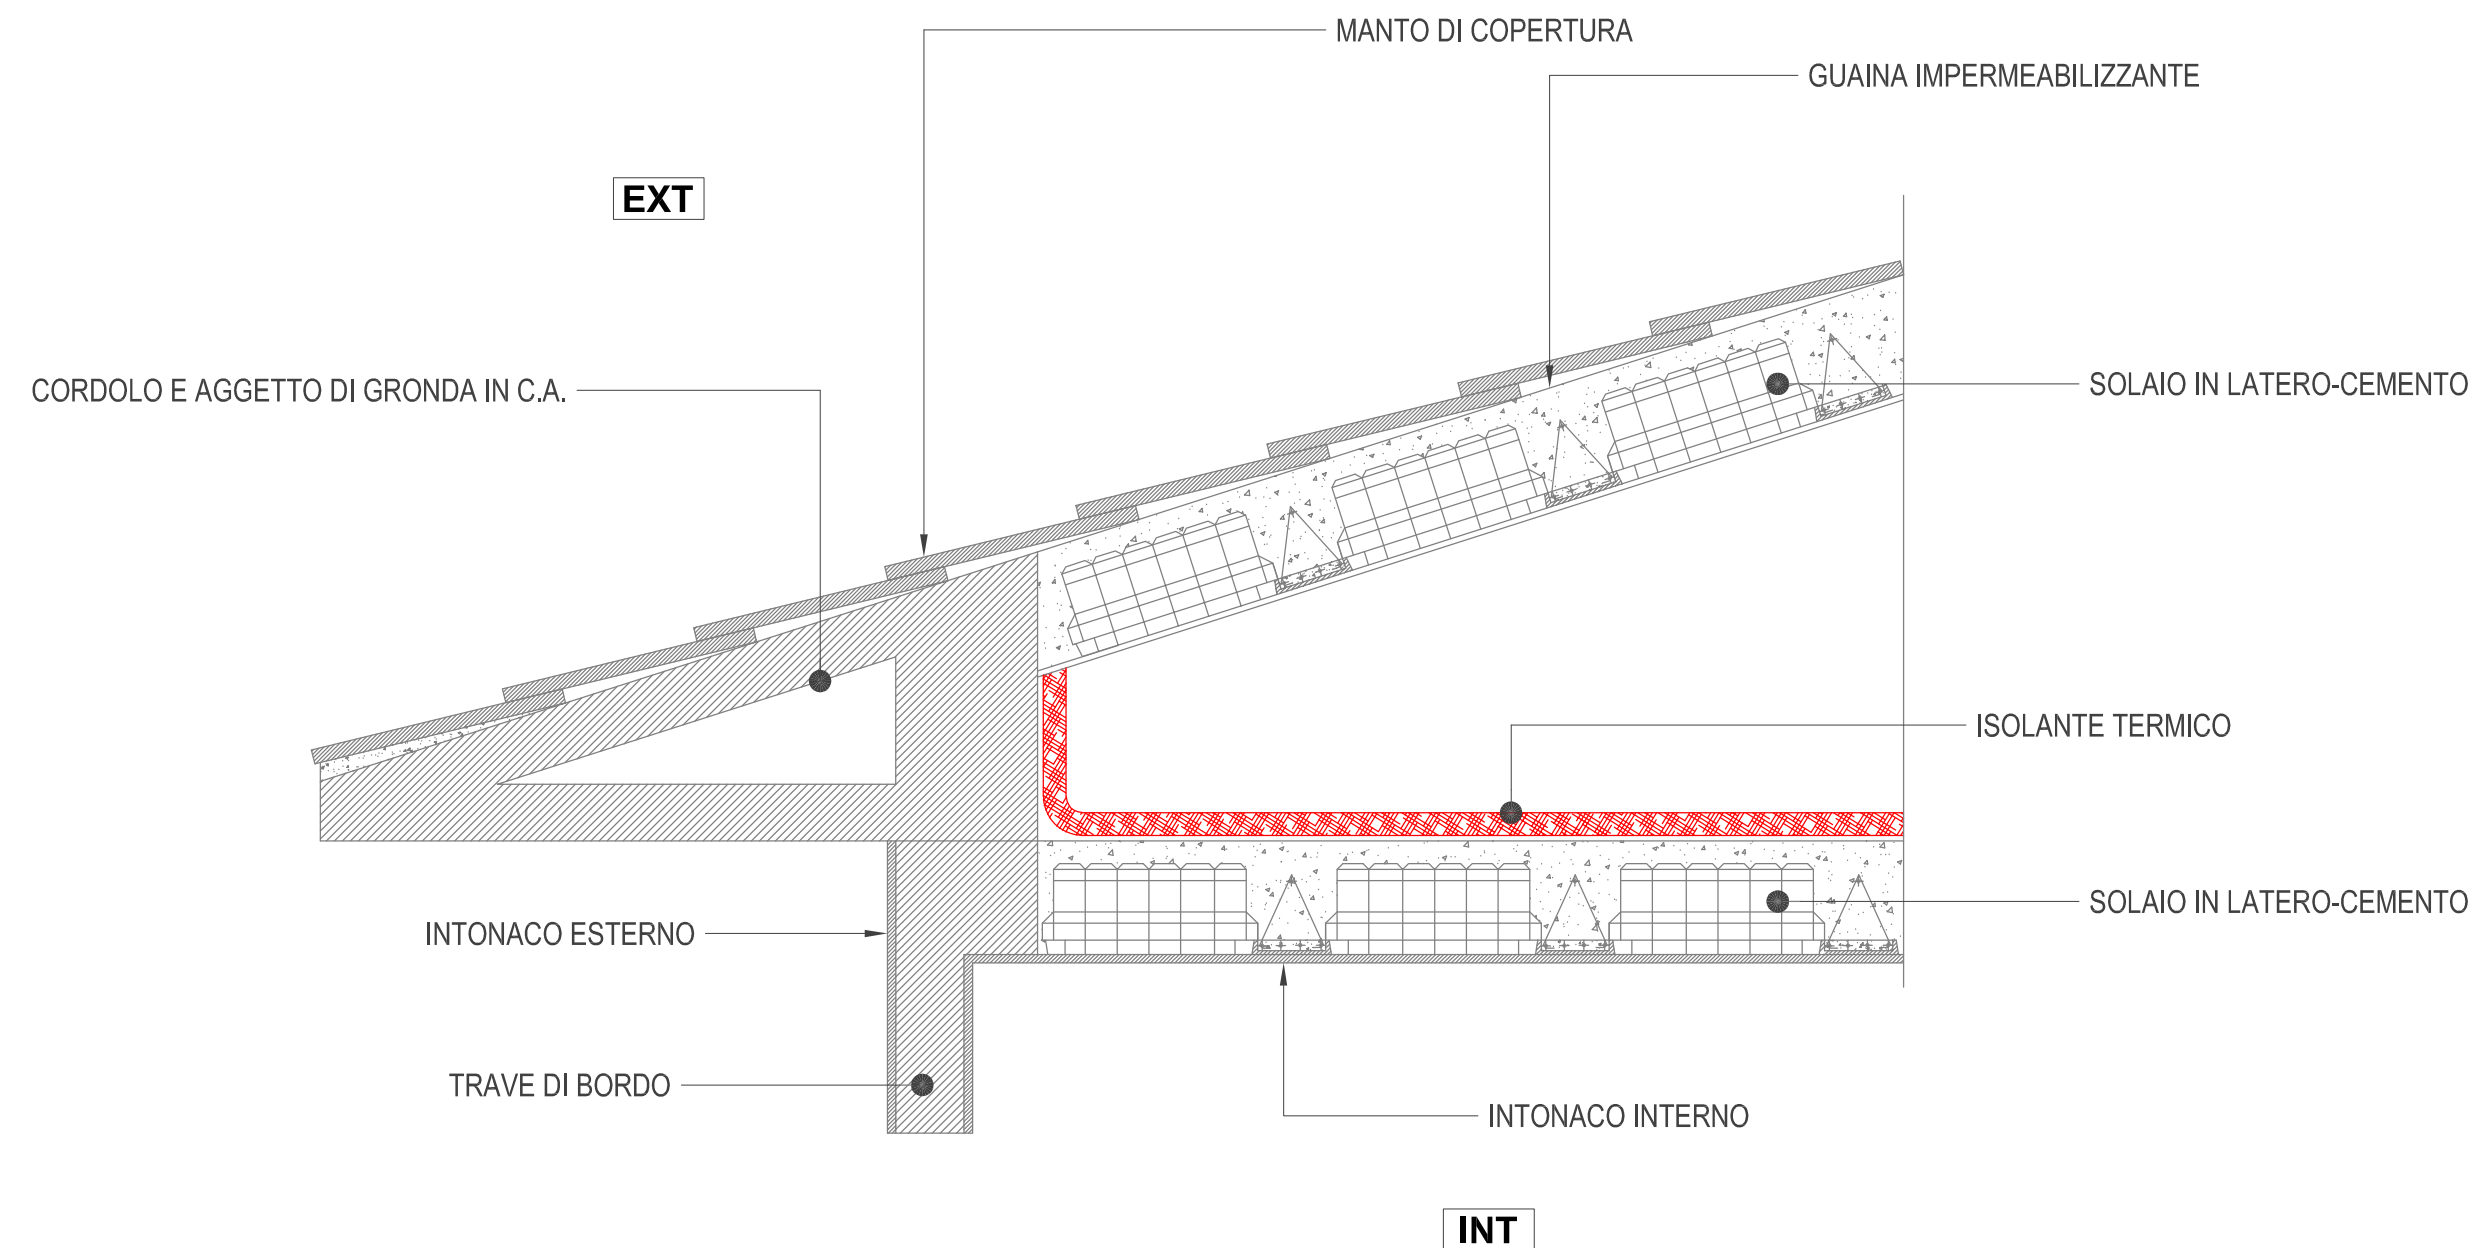 MANTO DI COPERTURA
GUAINA IMPERMEABILIZZANTE
EXT
CORDOLO E AGGETTO DI GRONDA IN C.A.
SOLAIO IN LATERO-CEMENTO
ISOLANTE TERMICO
SOLAIO IN LATERO-CEMENTO
INTONACO ESTERNO
TRAVE DI BORDO
INTONACO INTERNO
INT